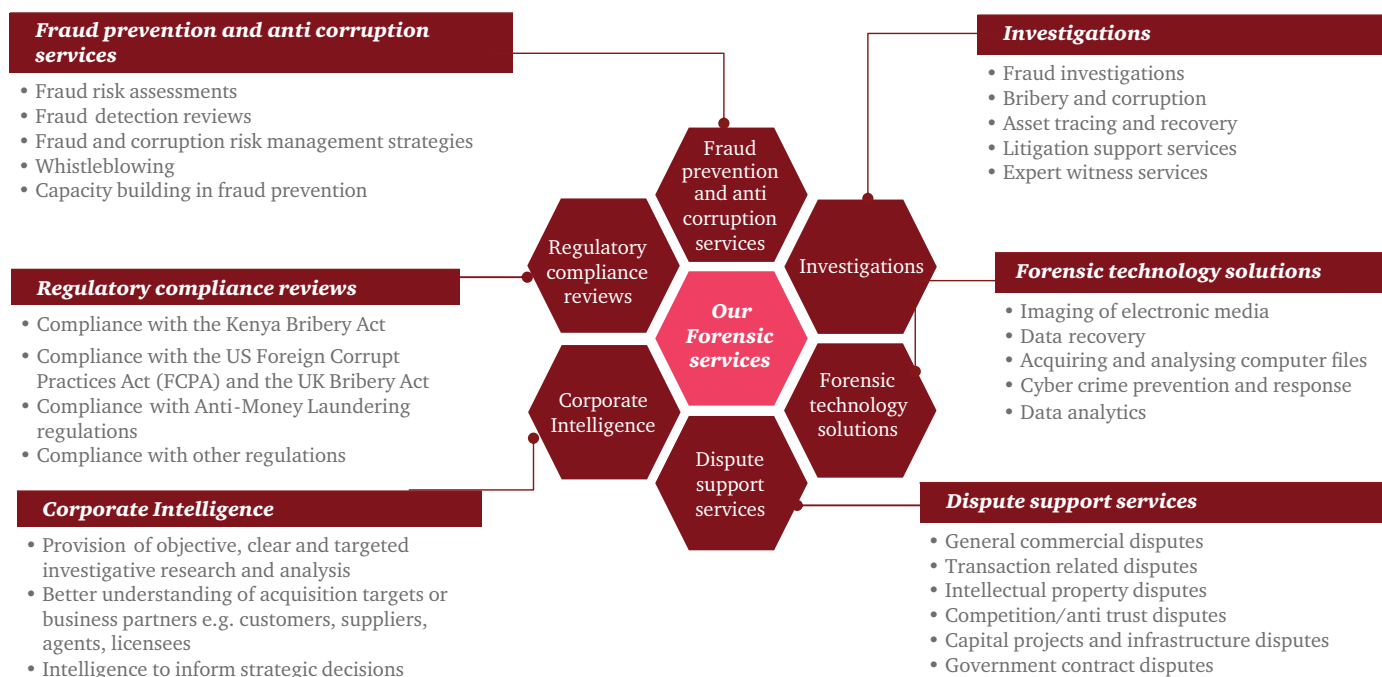 Fraud prevention and anti corruption
services
• Fraud risk assessments
• Fraud detection reviews
• Fraud and corruption risk management strategies
• Whistleblowing
• Capacity building in fraud prevention
Investigations
• Fraud investigations
• Bribery and corruption
• Asset tracing and recovery
• Litigation support services
• Expert witness services
Fraud
prevention
and anti
corruption
services
Regulatory
compliance
reviews
Investigations
Our
Forensic
services
Corporate
Intelligence
Forensic
technology
solutions
Dispute
support
services
Regulatory compliance reviews
• Compliance with the Kenya Bribery Act
• Compliance with the US Foreign Corrupt
Practices Act (FCPA) and the UK Bribery Act
• Compliance with Anti-Money Laundering
regulations
• Compliance with other regulations
Forensic technology solutions
• Imaging of electronic media
• Data recovery
• Acquiring and analysing computer files
• Cyber crime prevention and response
• Data analytics
Corporate Intelligence
• Provision of objective, clear and targeted
investigative research and analysis
• Better understanding of acquisition targets or
business partners e.g. customers, suppliers,
agents, licensees
• Intelligence to inform strategic decisions
Dispute support services
• General commercial disputes
• Transaction related disputes
• Intellectual property disputes
• Competition/anti trust disputes
• Capital projects and infrastructure disputes
• Government contract disputes